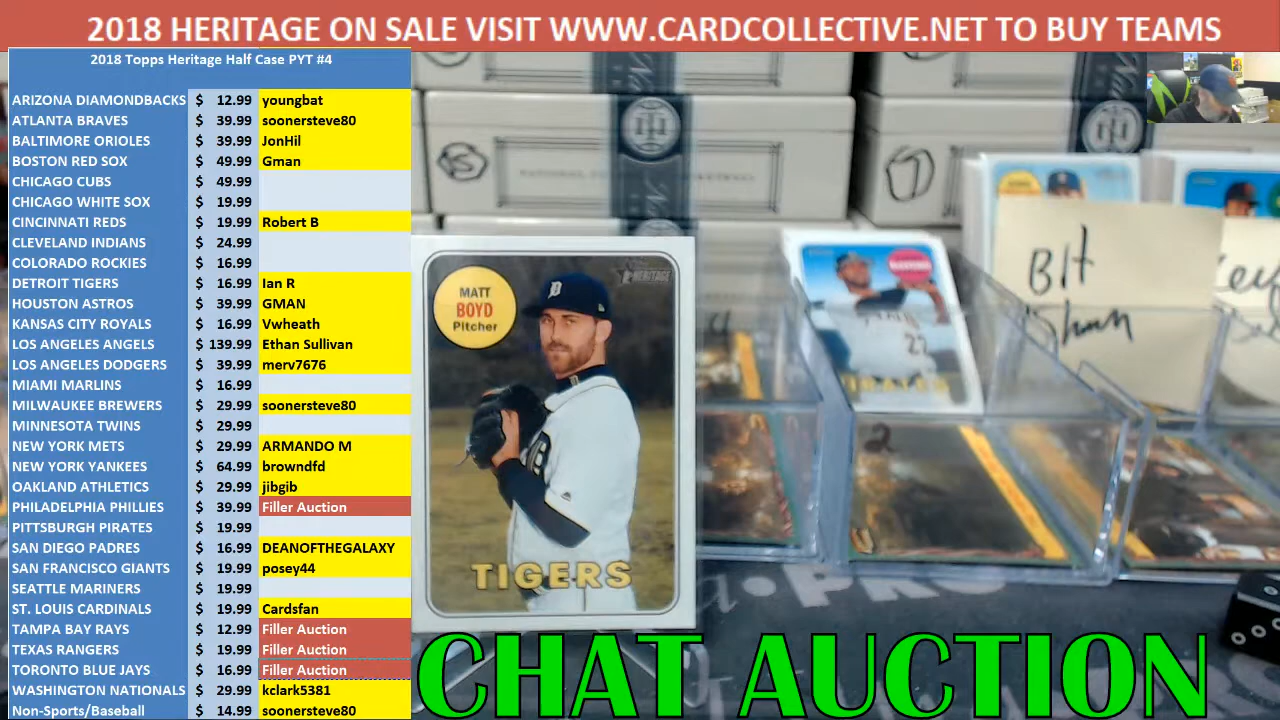 2018 HERITAGE ON SALE VISIT WWW.CARDCOLLECTIVE.NET TO BUY TEAMS
2018 Topps Heritage Half Case PYT #4
ARIZONA DIAMONDBACKS $ 12.99 youngbat
ATLANTA BRAVES $ 39.99 soonersteve80
BALTIMORE ORIOLES $ 39.99 JonHil
BOSTON RED SOX $ 49.99 Gman
CHICAGO CUBS $ 49.99
CHICAGO WHITE SOX $ 19.99
CINCINNATI REDS $ 19.99 Robert B
CLEVELAND INDIANS $ 24.99
COLORADO ROCKIES $ 16.99
DETROIT TIGERS $ 16.99 Ian R
HOUSTON ASTROS $ 39.99 GMAN
KANSAS CITY ROYALS $ 16.99 Vwheath
LOS ANGELES ANGELS $ 139.99 Ethan Sullivan
LOS ANGELES DODGERS $ 39.99 merv7676
MIAMI MARLINS $ 16.99
MILWAUKEE BREWERS $ 29.99 soonersteve80
MINNESOTA TWINS $ 29.99
NEW YORK METS $ 29.99 ARMANDO M
NEW YORK YANKEES $ 64.99 browndfd
OAKLAND ATHLETICS $ 29.99 jibgib
PHILADELPHIA PHILLIES $ 39.99 Filler Auction
PITTSBURGH PIRATES $ 19.99
SAN DIEGO PADRES $ 16.99 DEANOFTHEGALAXY
SAN FRANCISCO GIANTS $ 19.99 posey44
SEATTLE MARINERS $ 19.99
ST. LOUIS CARDINALS $ 19.99 Cardsfan
TAMPA BAY RAYS $ 12.99 Filler Auction
TEXAS RANGERS $ 19.99 Filler Auction
TORONTO BLUE JAYS $ 16.99 Filler Auction
WASHINGTON NATIONALS $ 29.99 kclark5381
Non-Sports/Baseball $ 14.99 soonersteve80
HERITAGE
MATT
BOYD
Pitcher
TIGERS
PIRATES
BH
CHAT AUCTION